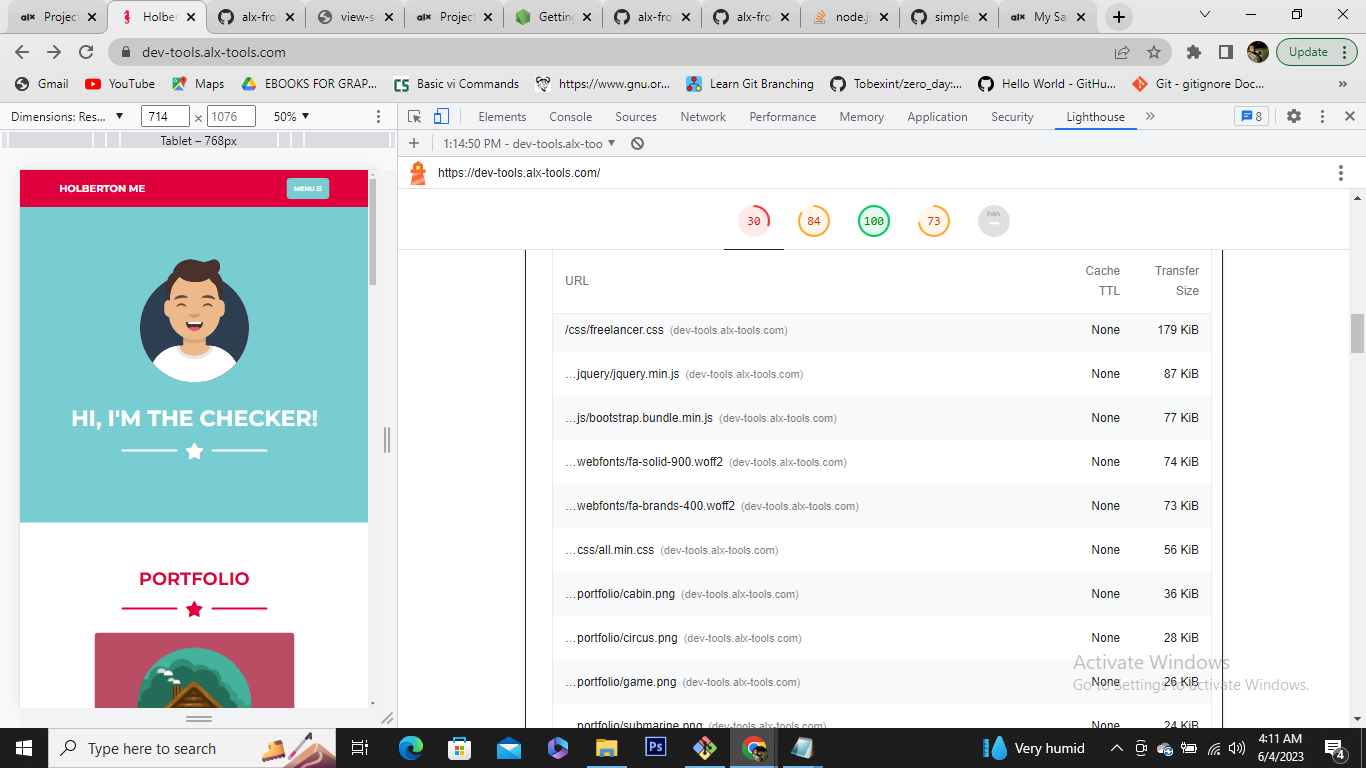 alx Project
Holber
alx-fro
view-s
alx Project
Getting
alx-fro
alx-fro
node.js
simple
alx My Sa
dev-tools.alx-tools.com
Update
Gmail
YouTube
Maps
EBOOKS FOR GRAP...
CS Basic vi Commands
https://www.gnu.or...
Learn Git Branching
Tobexint/zero_day:...
Hello World - GitHu...
Git - gitignore Doc...
»
Dimensions: Res...
714
×
1076
50%
Elements
Console
Sources
Network
Performance
Memory
Application
Security
Lighthouse
»
8
Tablet – 768px
1:14:50 PM - dev-tools.alx-too
https://dev-tools.alx-tools.com/
HOLBERTON ME
MENU
30
84
100
73
PWA
HI, I'M THE CHECKER!
PORTFOLIO
URL
Cache TTL
Transfer Size
/css/freelancer.css (dev-tools.alx-tools.com) None 179 KiB
…jquery/jquery.min.js (dev-tools.alx-tools.com) None 87 KiB
…js/bootstrap.bundle.min.js (dev-tools.alx-tools.com) None 77 KiB
…webfonts/fa-solid-900.woff2 (dev-tools.alx-tools.com) None 74 KiB
…webfonts/fa-brands-400.woff2 (dev-tools.alx-tools.com) None 73 KiB
…css/all.min.css (dev-tools.alx-tools.com) None 56 KiB
…portfolio/cabin.png (dev-tools.alx-tools.com) None 36 KiB
…portfolio/circus.png (dev-tools.alx-tools.com) None 28 KiB
…portfolio/game.png (dev-tools.alx-tools.com) None 26 KiB
…portfolio/submarine.png (dev-tools.alx-tools.com) None 24 KiB
Activate Windows
Go to Settings to activate Windows.
Type here to search
Ps
Very humid
4:11 AM
6/4/2023
4